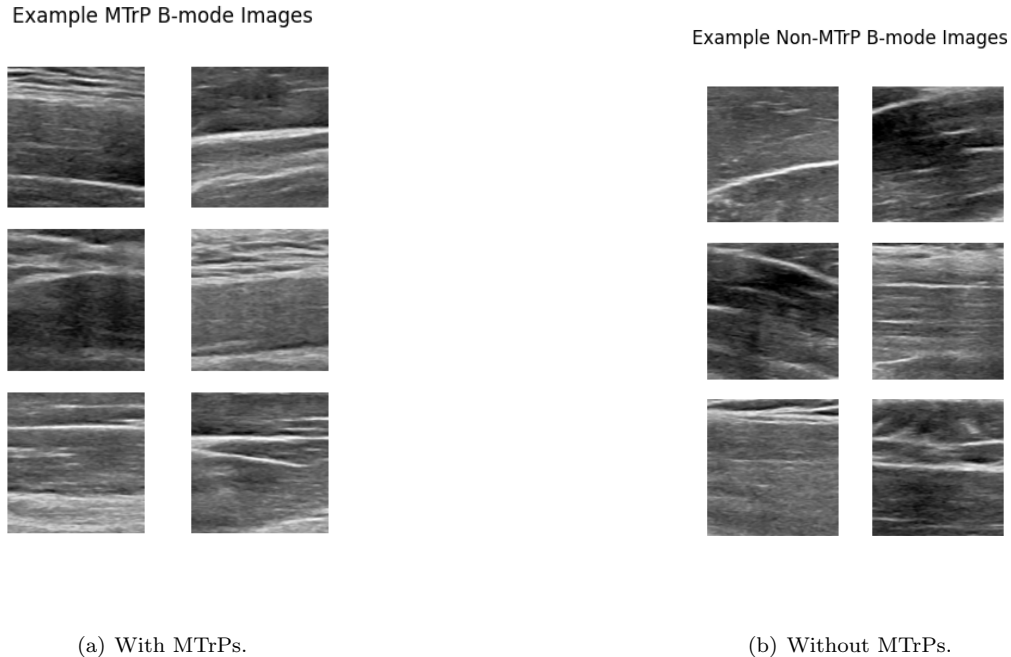 Example MTrP B-mode Images
Example Non-MTrP B-mode Images
(a) With MTrPs.
(b) Without MTrPs.